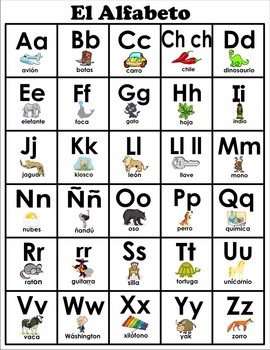 El Alfabeto
Aa Bb Cc Ch ch Dd
avión botas carro chile dinosaurio
Ee Ff Gg Hh Ii
elefante foca gato hoja indio
Jj Kk Ll Ll ll Mm
jaguar kiosco león llave mono
Nn Ññ Oo Pp Qq
nubes ñandú oso perro química
Rr rr Ss Tt Uu
ratón guitarra tortuga unicornio
Vv Ww Xx Yy Zz
vaca Washington xilófono yak zorro